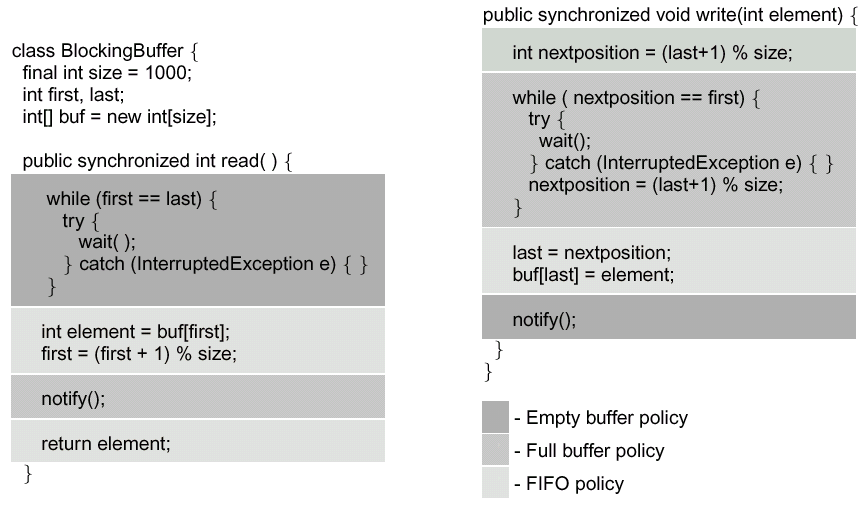 class BlockingBuffer {
final int size = 1000;
int first, last;
int[] buf = new int[size];
public synchronized int read( ) {
while (first == last) {
try {
wait( );
} catch (InterruptedException e) { }
}
int element = buf[first];
first = (first + 1) % size;
notify();
return element;
}
public synchronized void write(int element) {
int nextposition = (last+1) % size;
while ( nextposition == first) {
try {
wait();
} catch (InterruptedException e) { }
nextposition = (last+1) % size;
}
last = nextposition;
buf[last] = element;
notify();
}
}
- Empty buffer policy
- Full buffer policy
- FIFO policy